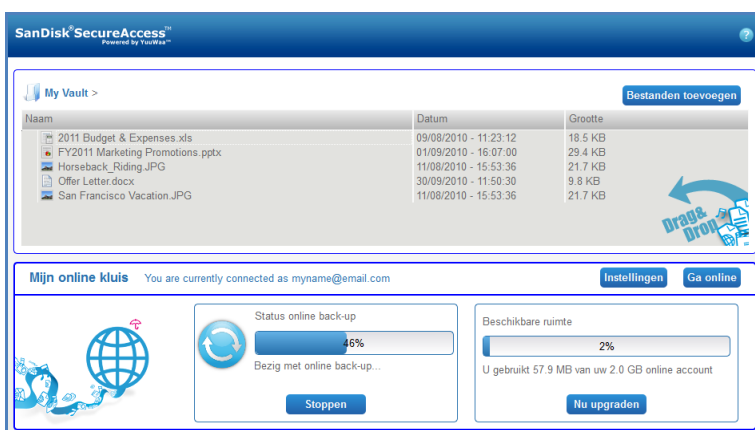 SanDisk® SecureAccess™
Powered by YuuWaa™
?
My Vault >
Bestanden toevoegen
Naam Datum Grootte
2011 Budget & Expenses.xls 09/08/2010 - 11:23:12 18.5 KB
FY2011 Marketing Promotions.pptx 01/09/2010 - 16:07:00 29.4 KB
Horseback_Riding.JPG 11/08/2010 - 15:53:36 21.7 KB
Offer Letter.docx 30/09/2010 - 11:50:30 9.8 KB
San Francisco Vacation.JPG 11/08/2010 - 15:53:36 21.7 KB
Drag&
Drop
Mijn online kluis You are currently connected as myname@email.com
Instellingen
Ga online
Status online back-up
46%
Bezig met online back-up...
Stoppen
Beschikbare ruimte
2%
U gebruikt 57.9 MB van uw 2.0 GB online account
Nu upgraden